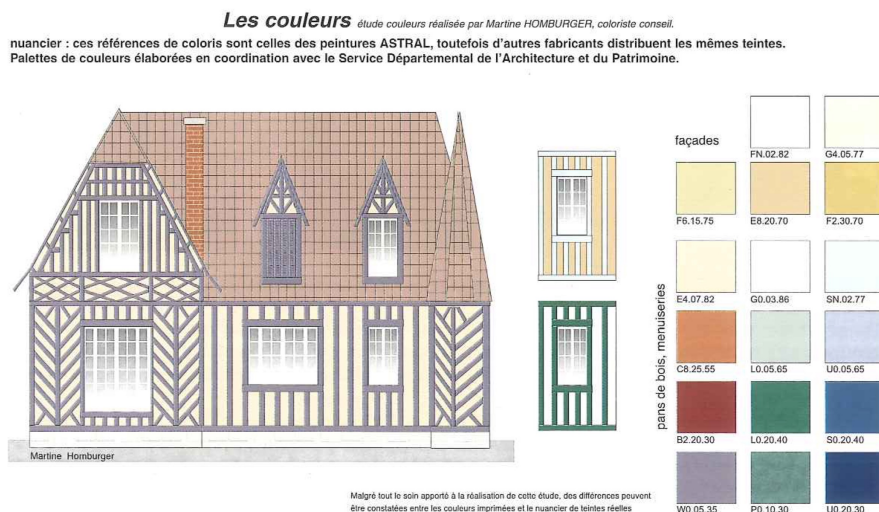 Les couleurs étude couleurs réalisée par Martine HOMBURGER, coloriste conseil.
nuancier : ces références de coloris sont celles des peintures ASTRAL, toutefois d'autres fabricants distribuent les mêmes teintes.
Palettes de couleurs élaborées en coordination avec le Service Départemental de l'Architecture et du Patrimoine.
façades
FN.02.82 G4.05.77
F6.15.75 E8.20.70 F2.30.70
pans de bois, menuiseries
E4.07.82 G0.03.86 SN.02.77
C8.25.55 L0.05.65 U0.05.65
B2.20.30 L0.20.40 S0.20.40
W0.05.35 P0.10.30 U0.20.30
Martine Homburger
Malgré tout le soin apporté à la réalisation de cette étude, des différences peuvent
être constatées entre les couleurs imprimées et le nuancier de teintes réelles